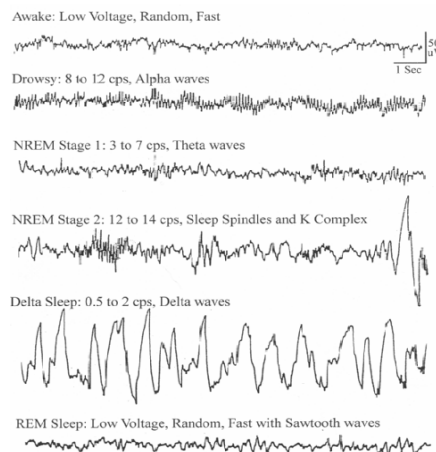 Awake: Low Voltage, Random, Fast
50
uV
1 Sec
Drowsy: 8 to 12 cps, Alpha waves
NREM Stage 1: 3 to 7 cps, Theta waves
NREM Stage 2: 12 to 14 cps, Sleep Spindles and K Complex
Delta Sleep: 0.5 to 2 cps, Delta waves
REM Sleep: Low Voltage, Random, Fast with Sawtooth waves